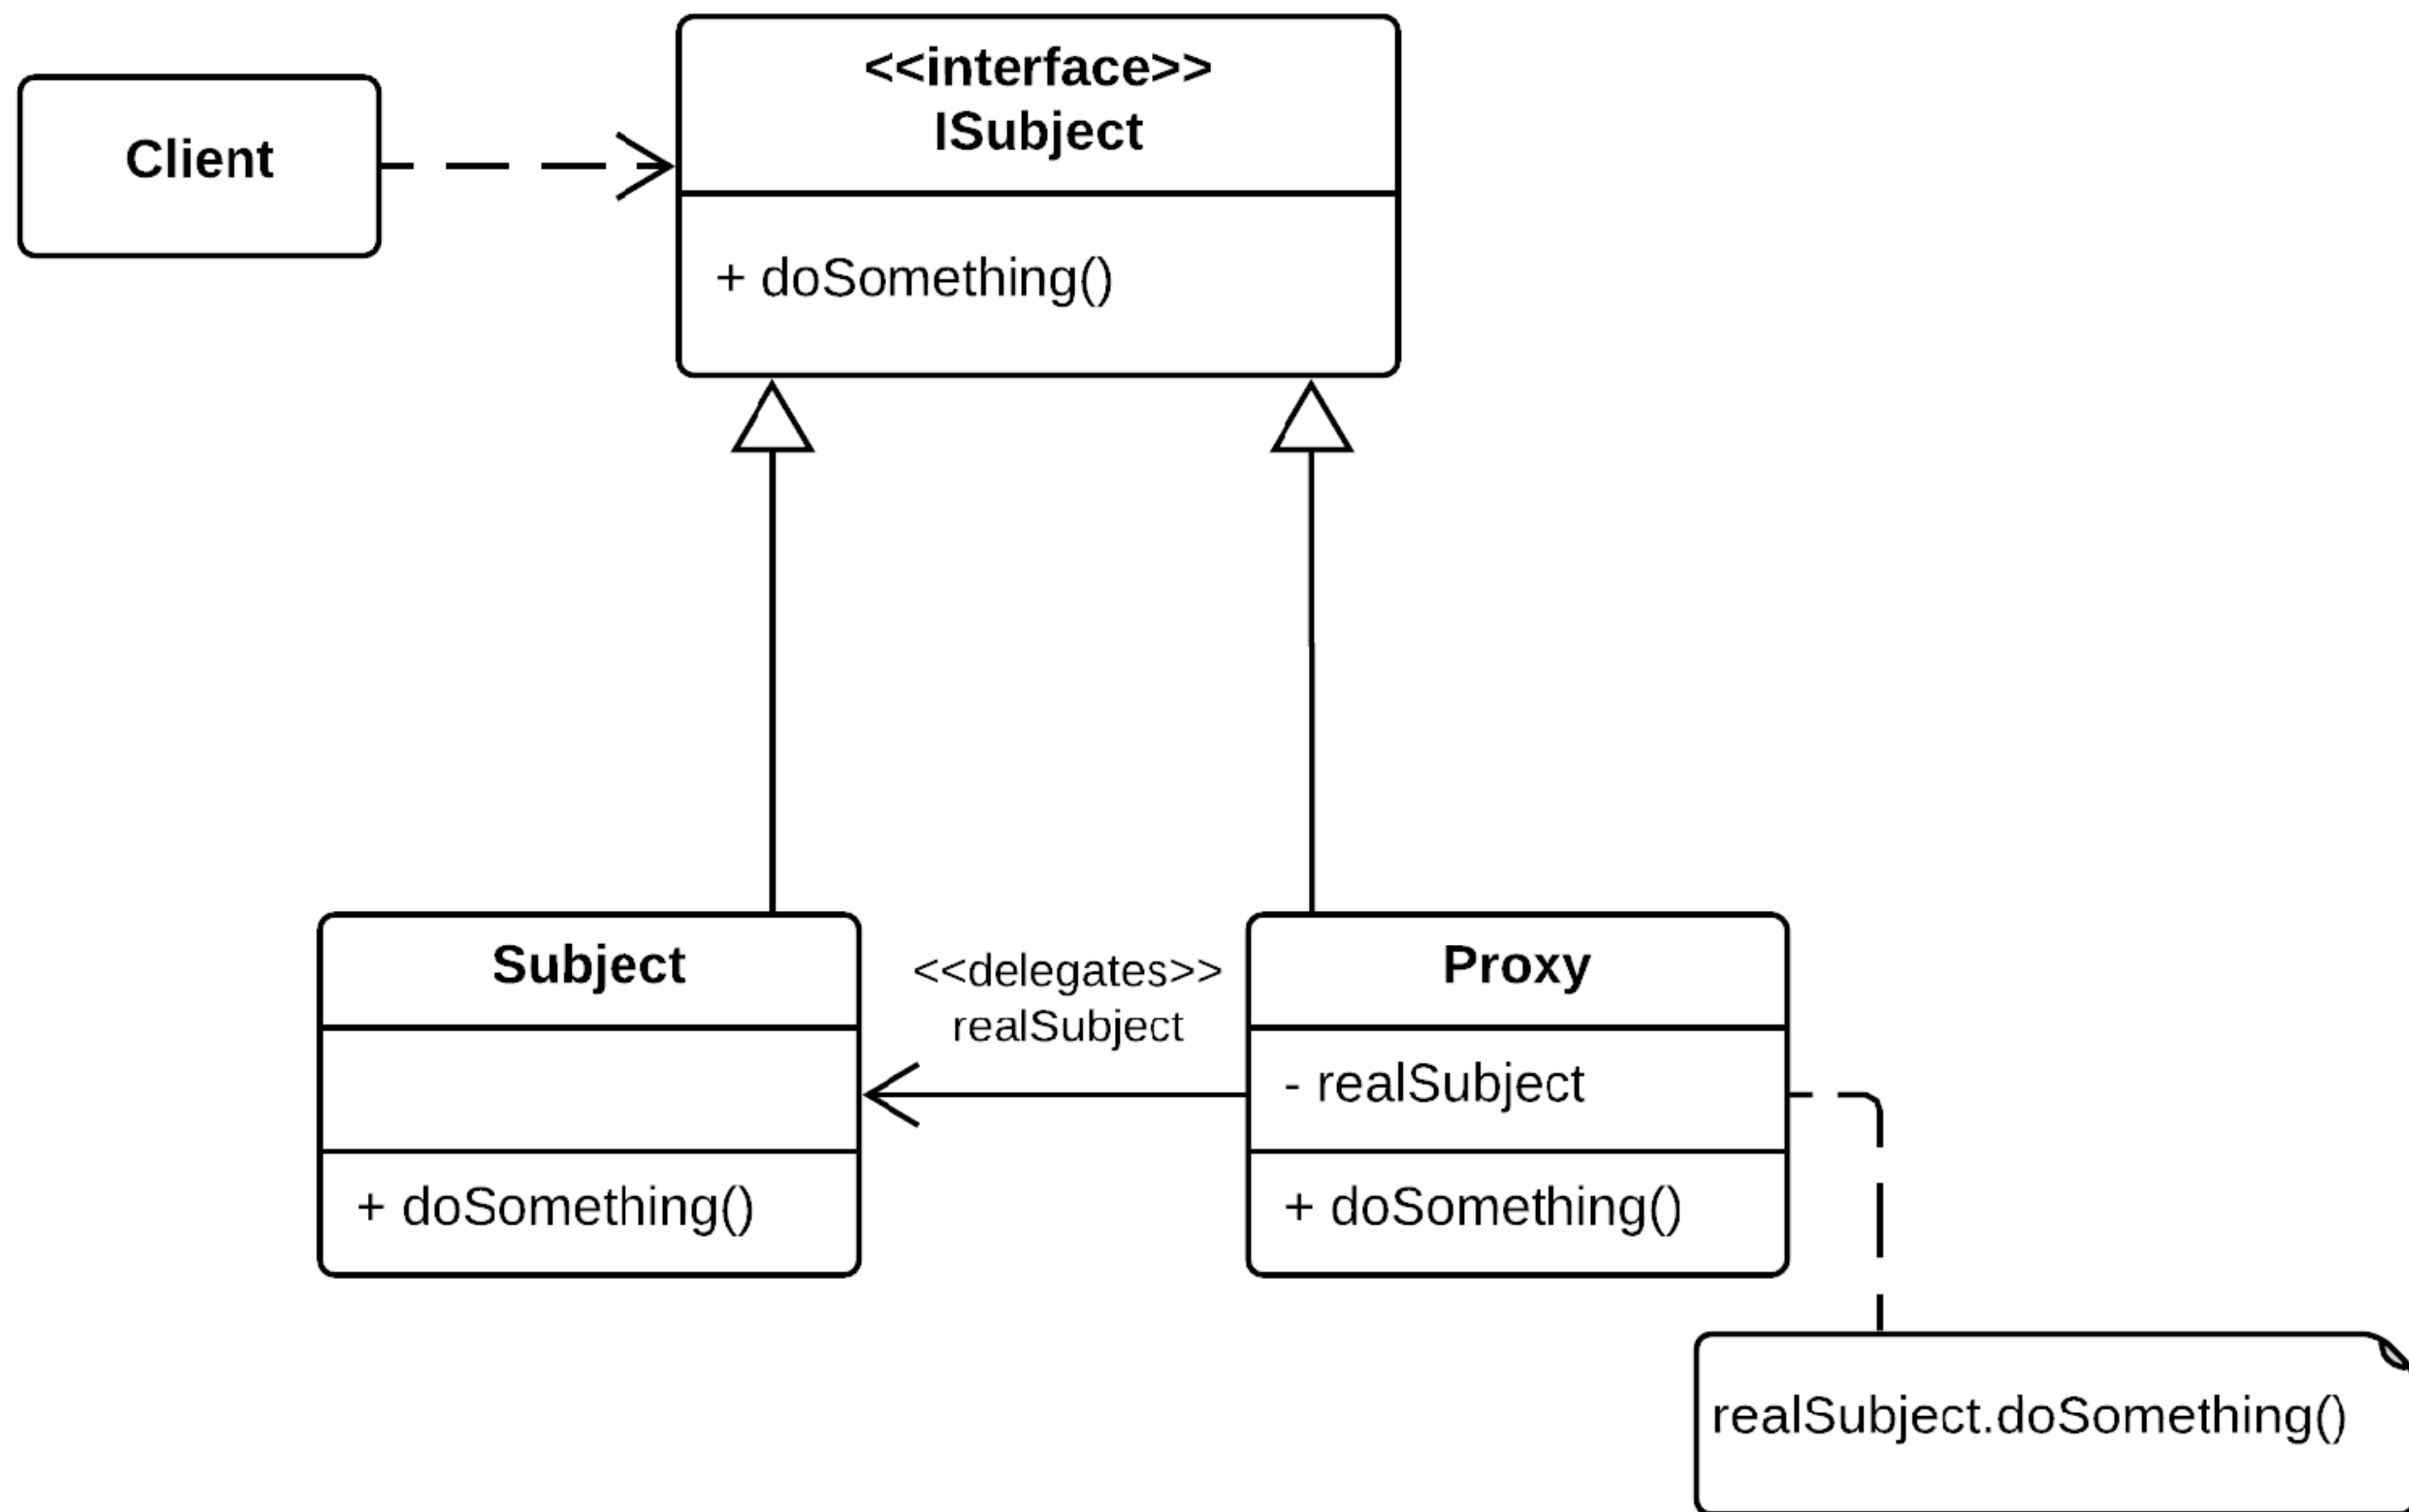 Client
<<interface>>
ISubject
+ doSomething()
Subject
+ doSomething()
<<delegates>>
realSubject
Proxy
- realSubject
+ doSomething()
realSubject.doSomething()